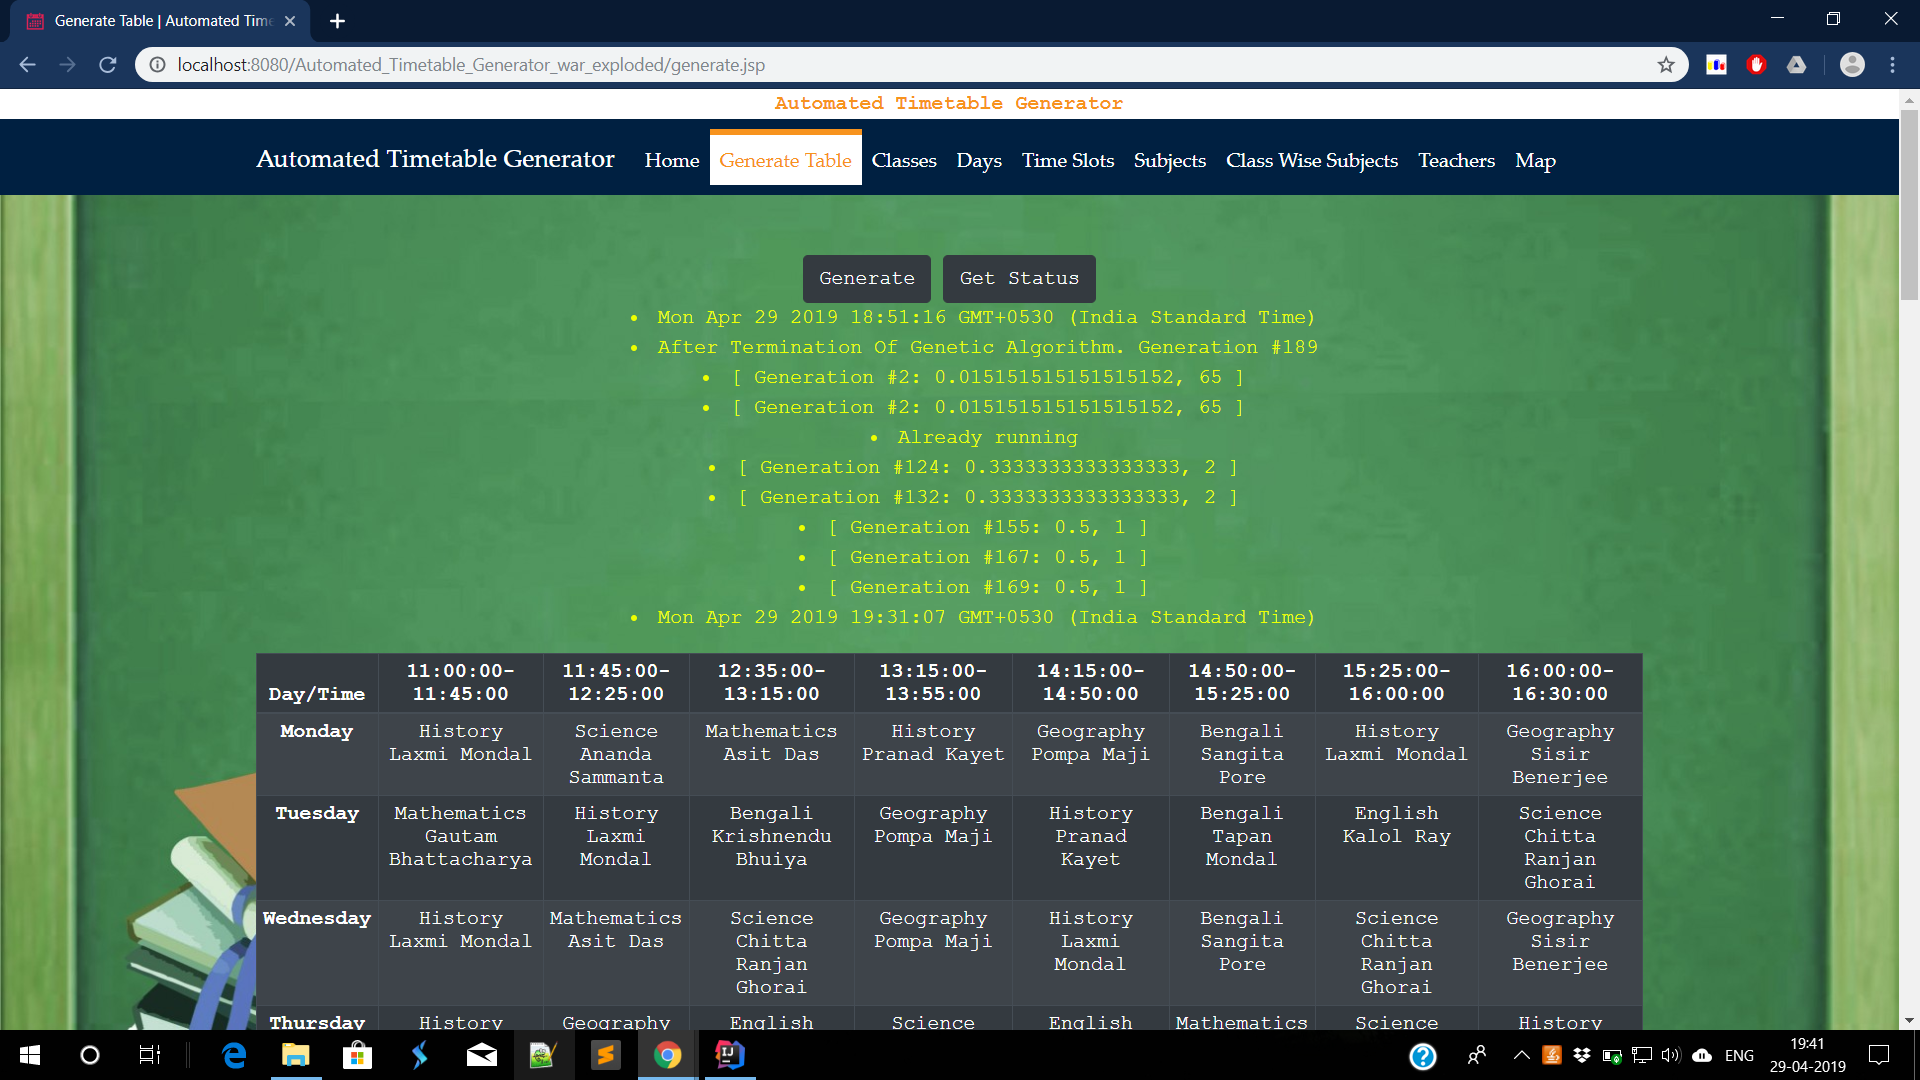 Generate Table | Automated Time
localhost:8080/Automated_Timetable_Generator_war_exploded/generate.jsp
Automated Timetable Generator
Automated Timetable Generator Home Generate Table Classes Days Time Slots Subjects Class Wise Subjects Teachers Map
Generate Get Status
• Mon Apr 29 2019 18:51:16 GMT+0530 (India Standard Time)
• After Termination Of Genetic Algorithm. Generation #189
• [ Generation #2: 0.015151515151515152, 65 ]
• [ Generation #2: 0.015151515151515152, 65 ]
• Already running
• [ Generation #124: 0.3333333333333333, 2 ]
• [ Generation #132: 0.3333333333333333, 2 ]
• [ Generation #155: 0.5, 1 ]
• [ Generation #167: 0.5, 1 ]
• [ Generation #169: 0.5, 1 ]
• Mon Apr 29 2019 19:31:07 GMT+0530 (India Standard Time)
11:00:00- 11:45:00- 12:35:00- 13:15:00- 14:15:00- 14:50:00- 15:25:00- 16:00:00-
Day/Time 11:45:00 12:25:00 13:15:00 13:55:00 14:50:00 15:25:00 16:00:00 16:30:00
Monday History Science Mathematics History Geography Bengali History Geography
Laxmi Mondal Ananda Asit Das Pranad Kayet Pompa Maji Sangita Laxmi Mondal Sisir
Sammanta Pore Benerjee
Tuesday Mathematics History Bengali Geography History Bengali English Science
Gautam Laxmi Krishnendu Pompa Maji Pranad Tapan Kalol Ray Chitta
Bhattacharya Mondal Bhuiya Kayet Mondal Ranjan
Ghorai
Wednesday History Mathematics Science Geography History Bengali Science Geography
Laxmi Mondal Asit Das Chitta Pompa Maji Laxmi Sangita Chitta Sisir
Ranjan Mondal Pore Ranjan Benerjee
Ghorai Ghorai
Thursday History Geography English Science English Mathematics Science History
ENG
19:41
29-04-2019